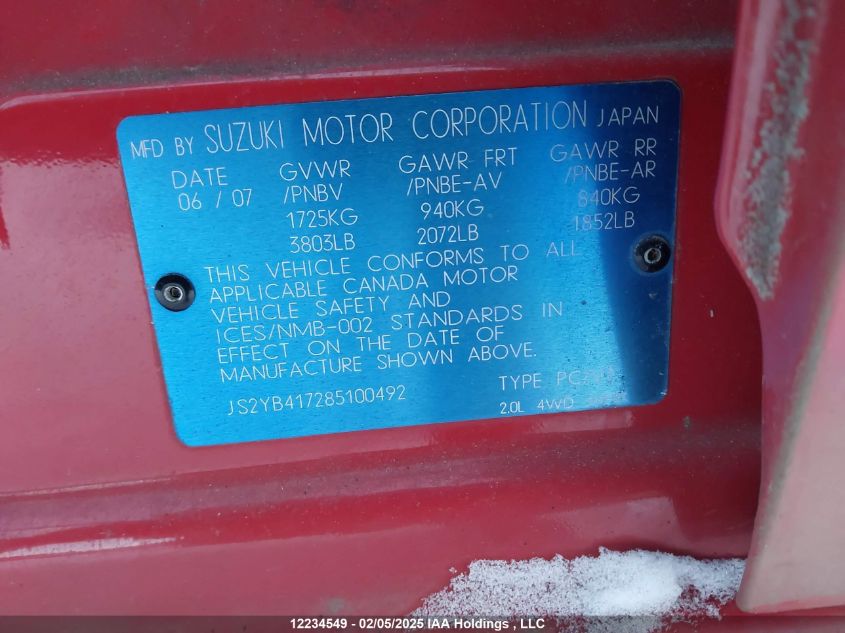 MFD BY SUZUKI MOTOR CORPORATION JAPAN
DATE GVWR GAWR FRT GAWR RR
06 / 07 /PNBV /PNBE-AV /PNBE-AR
1725KG 940KG 840KG
3803LB 2072LB 1852LB
THIS VEHICLE CONFORMS TO ALL
APPLICABLE CANADA MOTOR
VEHICLE SAFETY AND
ICES/NMB-002 STANDARDS IN
EFFECT ON THE DATE OF
MANUFACTURE SHOWN ABOVE.
JS2YB417285100492 TYPE
2.0L 4WD
12234549 - 02/05/2025 IAA Holdings , LLC